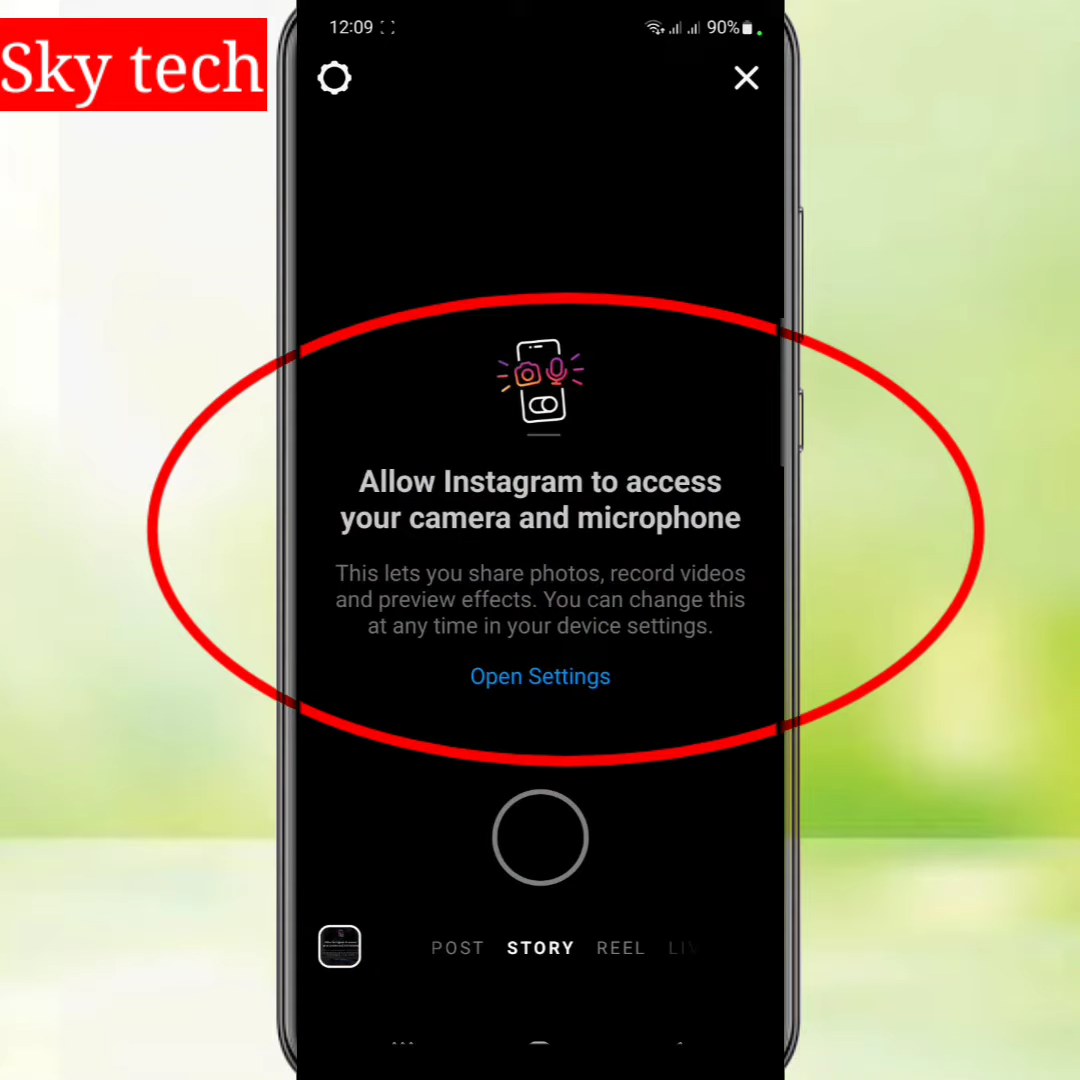 Sky tech
12:09
90%
Allow Instagram to access
your camera and microphone
This lets you share photos, record videos
and preview effects. You can change this
at any time in your device settings.
Open Settings
POST STORY REEL LIV